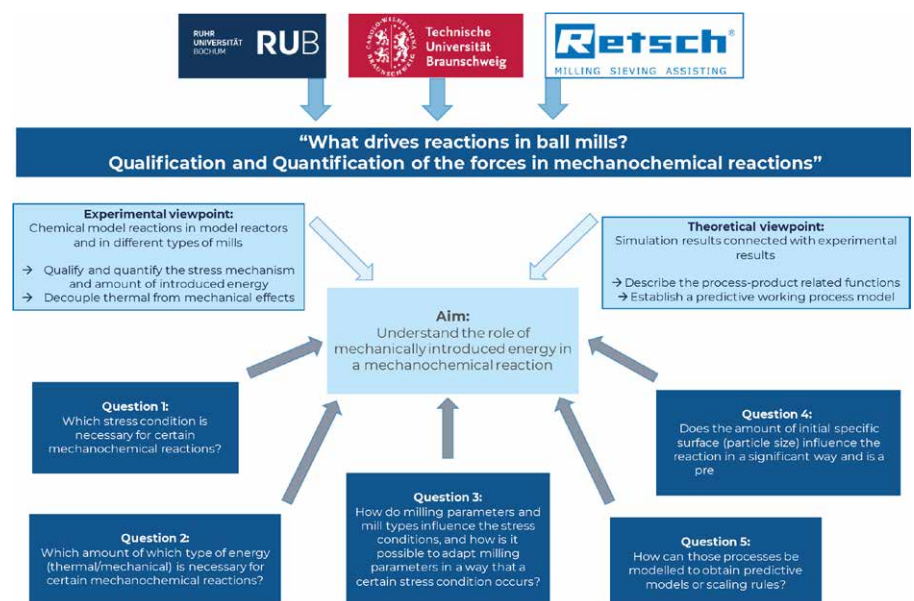 RUHR
UNIVERSITÄT
BOCHUM
RUB
CAROLO-WILHELMINA
BRAUNSCHWEIG
Technische
Universität
Braunschweig
Retsch®
MILLING SIEVING ASSISTING
“What drives reactions in ball mills?
Qualification and Quantification of the forces in mechanochemical reactions”
Experimental viewpoint:
Chemical model reactions in model reactors
and in different types of mills
→ Qualify and quantify the stress mechanism
and amount of introduced energy
→ Decouple thermal from mechanical effects
Theoretical viewpoint:
Simulation results connected with experimental
results
→ Describe the process-product related functions
→ Establish a predictive working process model
Aim:
Understand the role of
mechanically introduced energy in
a mechanochemical reaction
Question 1:
Which stress condition is
necessary for certain
mechanochemical reactions?
Question 2:
Which amount of which type of energy
(thermal/mechanical) is necessary for
certain mechanochemical reactions?
Question 3:
How do milling parameters and
mill types influence the stress
conditions, and how is it
possible to adapt milling
parameters in a way that a
certain stress condition occurs?
Question 4:
Does the amount of initial specific
surface (particle size) influence the
reaction in a significant way and is a
pre
Question 5:
How can those processes be
modelled to obtain predictive
models or scaling rules?